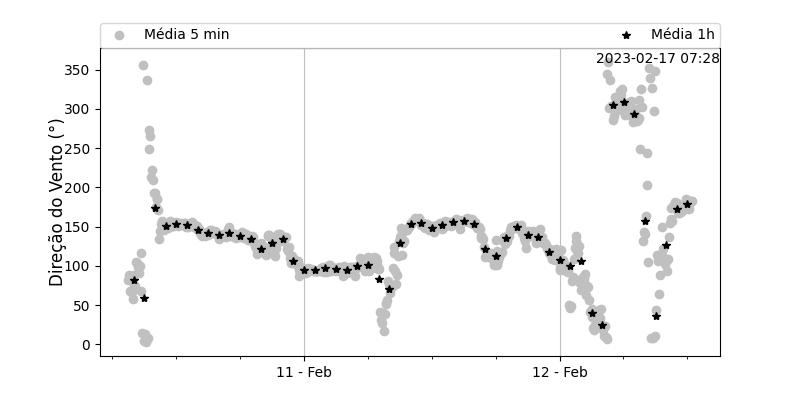 Média 5 min
Média 1h
2023-02-17 07:28
Direção do Vento (°)
350
300
250
200
150
100
50
0
11 - Feb
12 - Feb